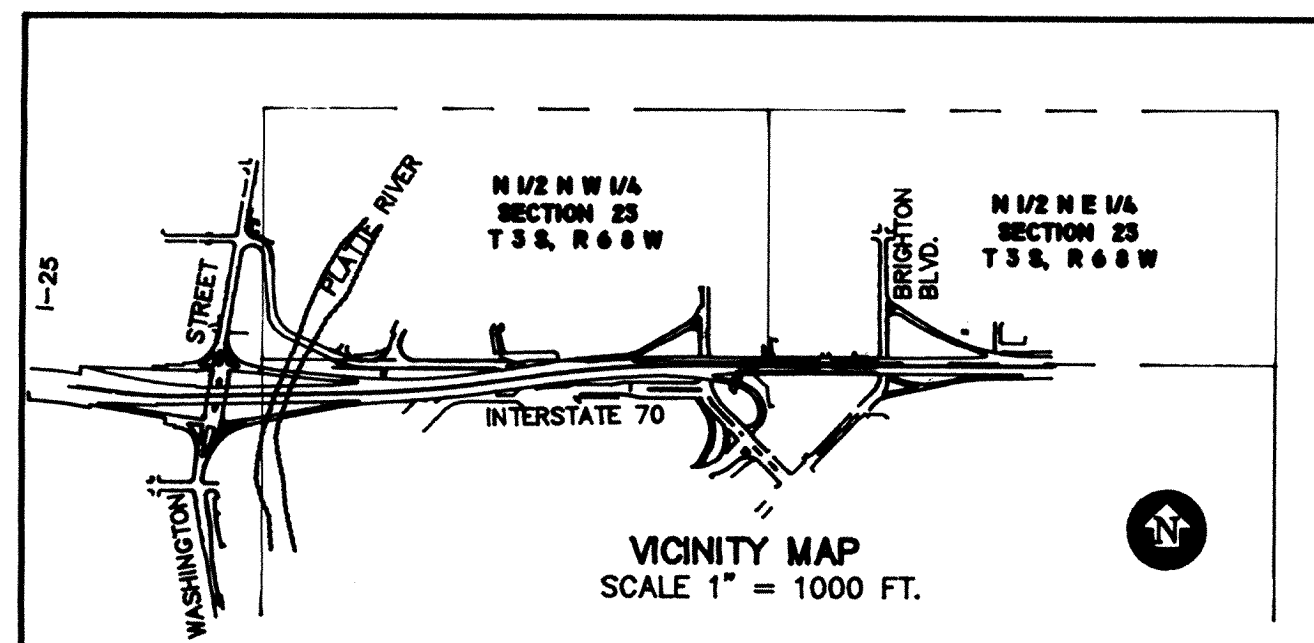 N 1/2 N W 1/4
SECTION 23
T 3 S, R 6 8 W
N 1/2 N E 1/4
SECTION 23
T 3 S, R 6 8 W
PLATTE RIVER
BRIGHTON
BLVD.
I-25
STREET
INTERSTATE 70
WASHINGTON
VICINITY MAP
SCALE 1" = 1000 FT.
N